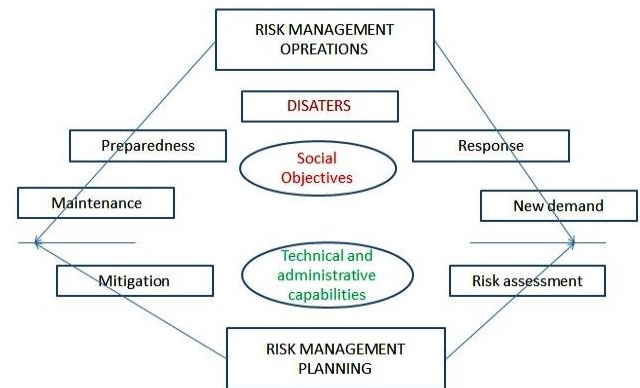 RISK MANAGEMENT
OPREATIONS
DISATERS
Preparedness
Response
Social
Objectives
Maintenance
New demand
Technical and
administrative
capabilities
Mitigation
Risk assessment
RISK MANAGEMENT
PLANNING